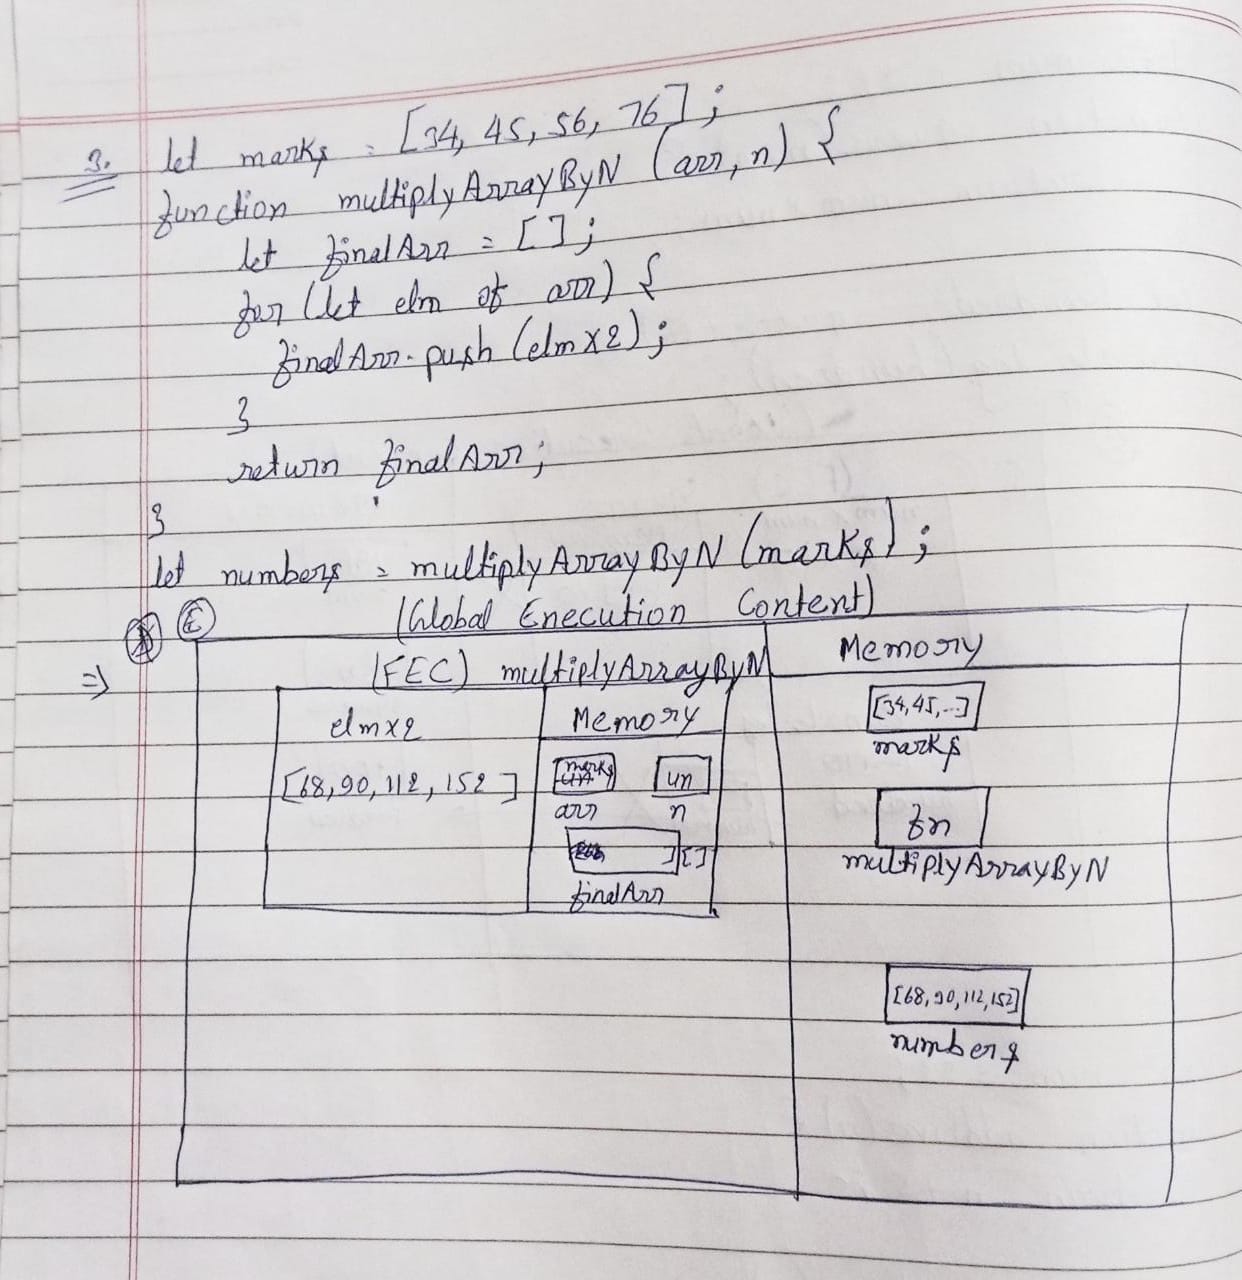 3. let marks = [34, 45, 56, 76];
function multiplyArrayByN (arr, n) {
let finalArr = [];
for (let elm of arr) {
finalArr.push (elm x 2);
}
return finalArr;
}
let numbers = multiplyArrayByN (marks);
(Global Execution Content)
=>
(FEC) multiplyArrayByN
Memory
elmx2
Memory
[34,45,...]
marks
[68,90,112,152]
marks
un
arr
n
fn
multiplyArrayByN
][]
finalArr
[68,90,112,152]
numbers